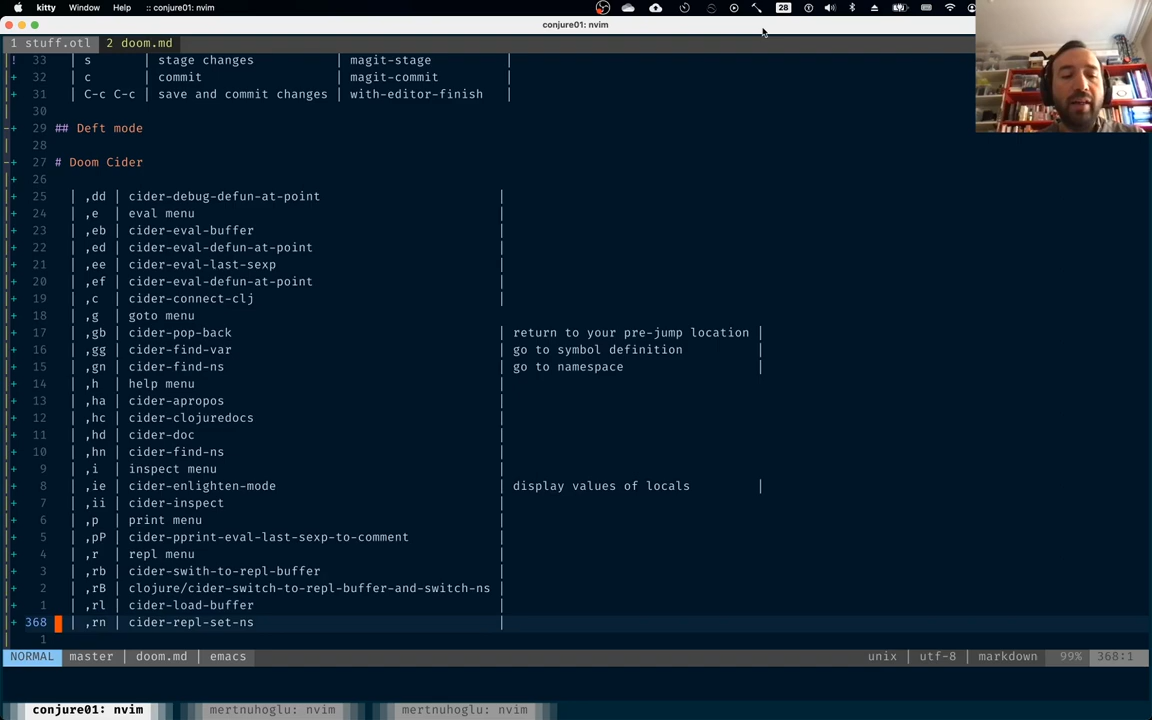 kitty Window Help :: conjure01: nvim 28
conjure01: nvim
1 stuff.otl 2 doom.md
! 33 | s | stage changes | magit-stage |
+ 32 | c | commit | magit-commit |
+ 31 | C-c C-c | save and commit changes | with-editor-finish |
30
-+ 29 ## Deft mode
28
-+ 27 # Doom Cider
+ 26
+ 25 | ,dd | cider-debug-defun-at-point |
+ 24 | ,e | eval menu |
+ 23 | ,eb | cider-eval-buffer |
+ 22 | ,ed | cider-eval-defun-at-point |
+ 21 | ,ee | cider-eval-last-sexp |
+ 20 | ,ef | cider-eval-defun-at-point |
+ 19 | ,c | cider-connect-clj |
+ 18 | ,g | goto menu |
+ 17 | ,gb | cider-pop-back | return to your pre-jump location |
+ 16 | ,gg | cider-find-var | go to symbol definition |
+ 15 | ,gn | cider-find-ns | go to namespace |
+ 14 | ,h | help menu |
+ 13 | ,ha | cider-apropos |
+ 12 | ,hc | cider-clojuredocs |
+ 11 | ,hd | cider-doc |
+ 10 | ,hn | cider-find-ns |
+ 9 | ,i | inspect menu |
+ 8 | ,ie | cider-enlighten-mode | display values of locals |
+ 7 | ,ii | cider-inspect |
+ 6 | ,p | print menu |
+ 5 | ,pP | cider-pprint-eval-last-sexp-to-comment |
+ 4 | ,r | repl menu |
+ 3 | ,rb | cider-swith-to-repl-buffer |
+ 2 | ,rB | clojure/cider-switch-to-repl-buffer-and-switch-ns |
+ 1 | ,rl | cider-load-buffer |
+ 368 | ,rn | cider-repl-set-ns |
1
NORMAL master | doom.md | emacs unix | utf-8 | markdown 99% 368:1
conjure01: nvim mertnuhoglu: nvim mertnuhoglu: nvim